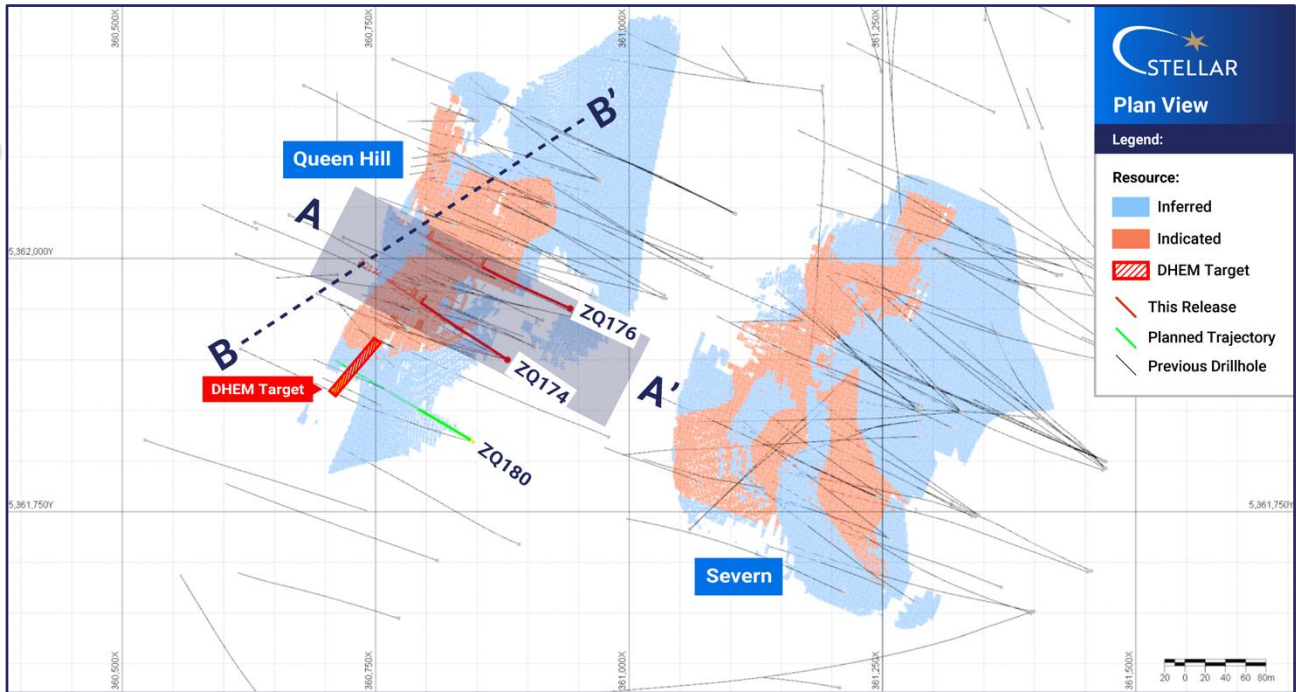 360,500X
360,750X
361,000X
361,250X
STELLAR
Plan View
Legend:
Resource:
Inferred
Indicated
DHEM Target
This Release
Planned Trajectory
Previous Drillhole
B'
Queen Hill
A
5,362,000Y
ZQ176
B
ZQ174
A'
DHEM Target
ZQ180
5,361,750Y
5,361,750Y
Severn
360,500X
360,750X
361,000X
361,250X
361,500X
20 0 20 40 60 80m